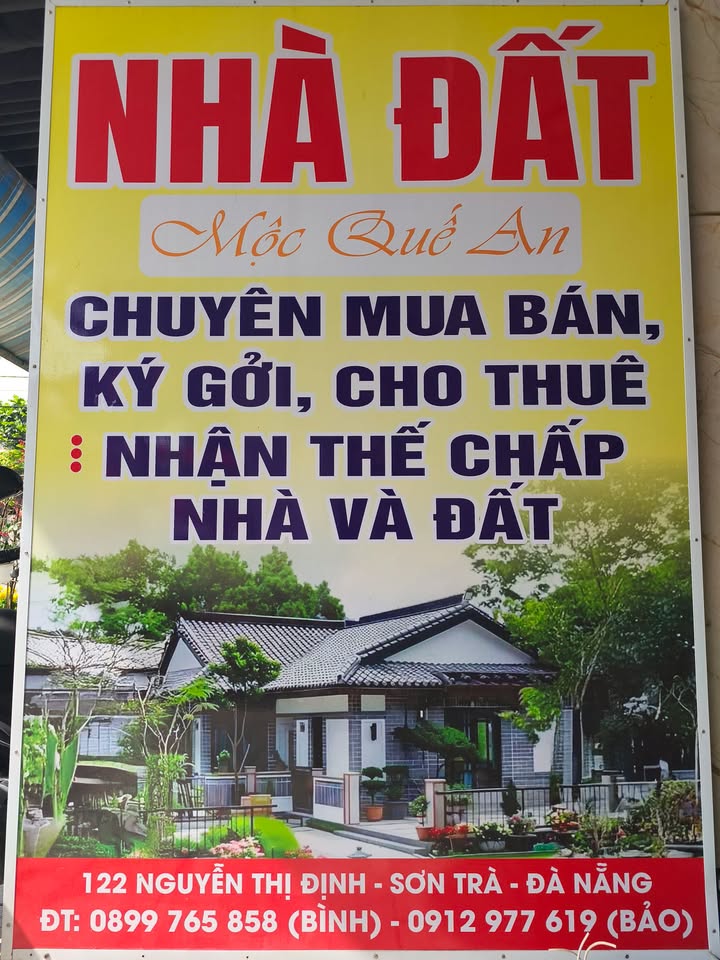 NHÀ ĐẤT
Mộc Quế An
CHUYÊN MUA BÁN,
KÝ GỞI, CHO THUÊ
NHẬN THẾ CHẤP
NHÀ VÀ ĐẤT
122 NGUYỄN THỊ ĐỊNH - SƠN TRÀ - ĐÀ NẴNG
ĐT: 0899 765 858 (BÌNH) - 0912 977 619 (BẢO)